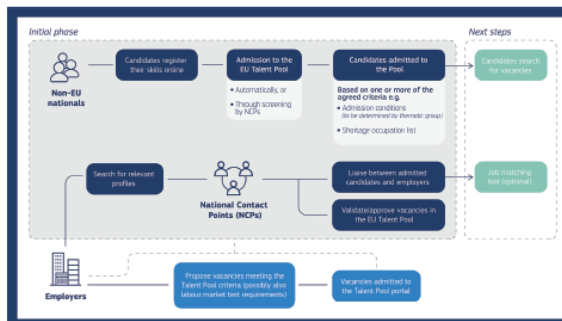 Initial phase
Next steps
Non-EU
nationals
Candidates register
their skills online
Admission to the
EU Talent Pool
• Automatically, or
• Through screening
by NCPs
Candidates admitted to
the Pool
Based on one or more of the
agreed criteria e.g.
• Admission conditions
(to be determined by thematic group)
• Shortage occupation list
Candidates search
for vacancies
Search for relevant
profiles
National Contact
Points (NCPs)
Liaise between admitted
candidates and employers
Validate/approve vacancies in
the EU Talent Pool
Job matching
tool (optional)
Employers
Propose vacancies meeting the
Talent Pool criteria (possibly also
labour market test requirements)
Vacancies admitted
to the Talent Pool portal